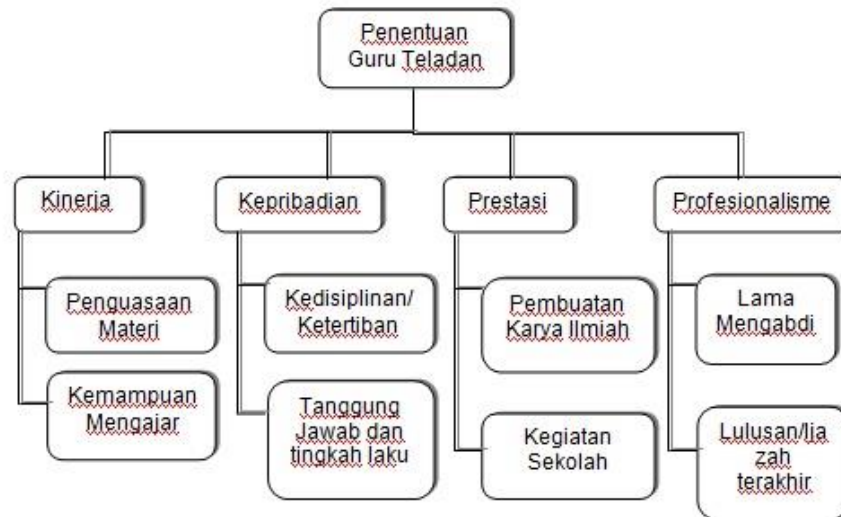 Penentuan
Guru Teladan
Kinerja
Kepribadian
Prestasi
Profesionalisme
Penguasaan
Materi
Kemampuan
Mengajar
Kedisiplinan/
Ketertiban
Tanggung
Jawab dan
tingkah laku
Pembuatan
Karya Ilmiah
Kegiatan
Sekolah
Lama
Mengabdi
Lulusan/Ija
zah
terakhir